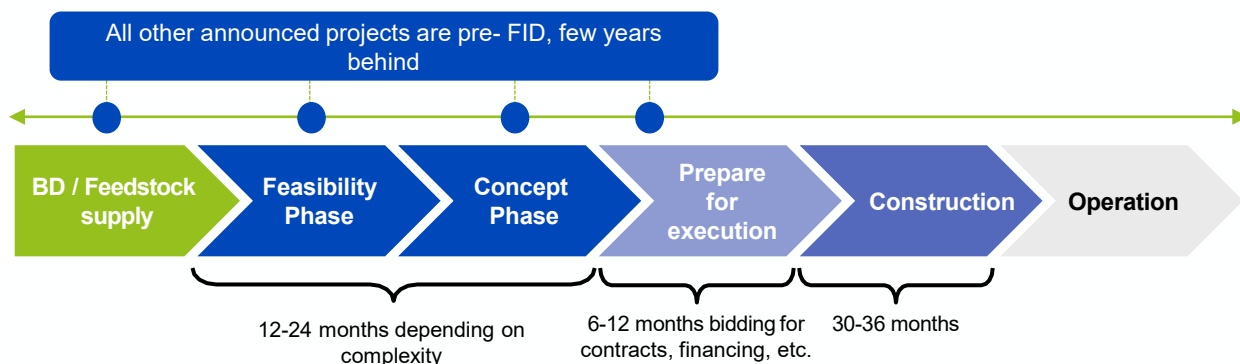 All other announced projects are pre- FID, few years
behind
BD / Feedstock
supply
Feasibility
Phase
Concept
Phase
Prepare
for
execution
Construction
Operation
12-24 months depending on
complexity
6-12 months bidding for
contracts, financing, etc.
30-36 months